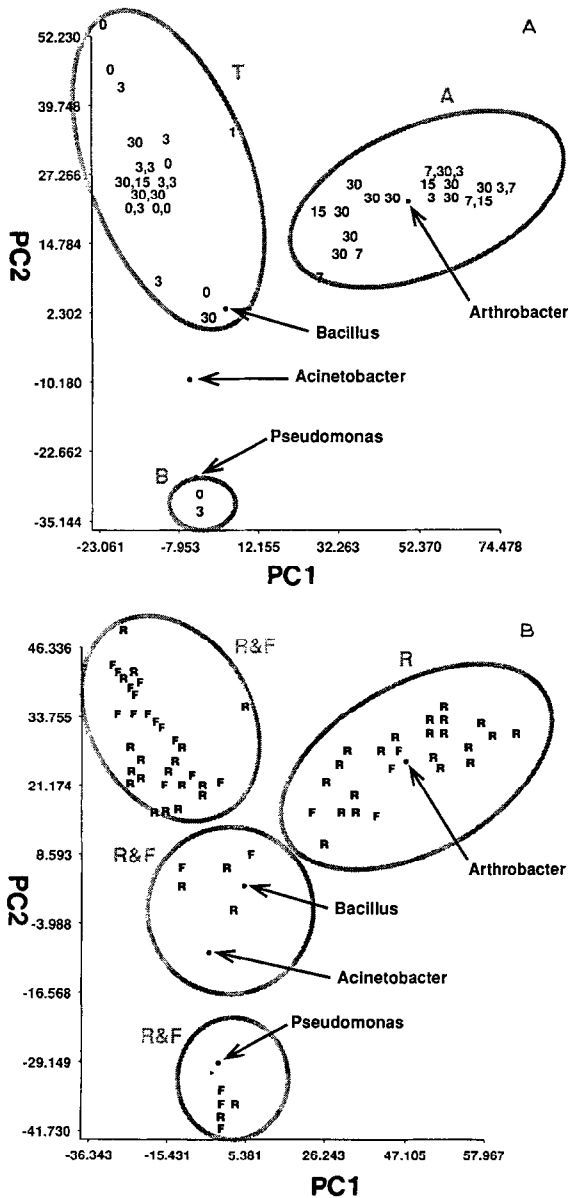 A
0
52.230
T
0
3
39.748
A
1
30 3
7,30,3
3,3 0
27.266
30,15 3,3
30
15 30
30 3,7
30,30
30 30
3 30
7,15
0,3 0,0
15 30
30
14.784
30 7
7
3
0
PC2
2.302
30
Arthrobacter
Bacillus
-10.180
Acinetobacter
Pseudomonas
-22.662
B
0
3
-35.144
-23.061 -7.953 12.155 32.263 52.370 74.478
PC1
B
R
46.336
R&F
R
F
F R F
R
F F
F
R
R
33.755
F F F
R R
R
F
F
R R
R
R
F R
R
R
R R F
R
R
R
R
R
R
F
R
R R
F
R
F
21.174
R
F R R F
R
R
R
R R R
F R R F
R
8.593
R&F
F
F
F
Arthrobacter
R
PC2
R
Bacillus
-3.988
Acinetobacter
-16.568
Pseudomonas
R&F
-29.149
F
F R
R
F
-41.730
-36.343 -15.431 5.381 26.243 47.105 57.967
PC1